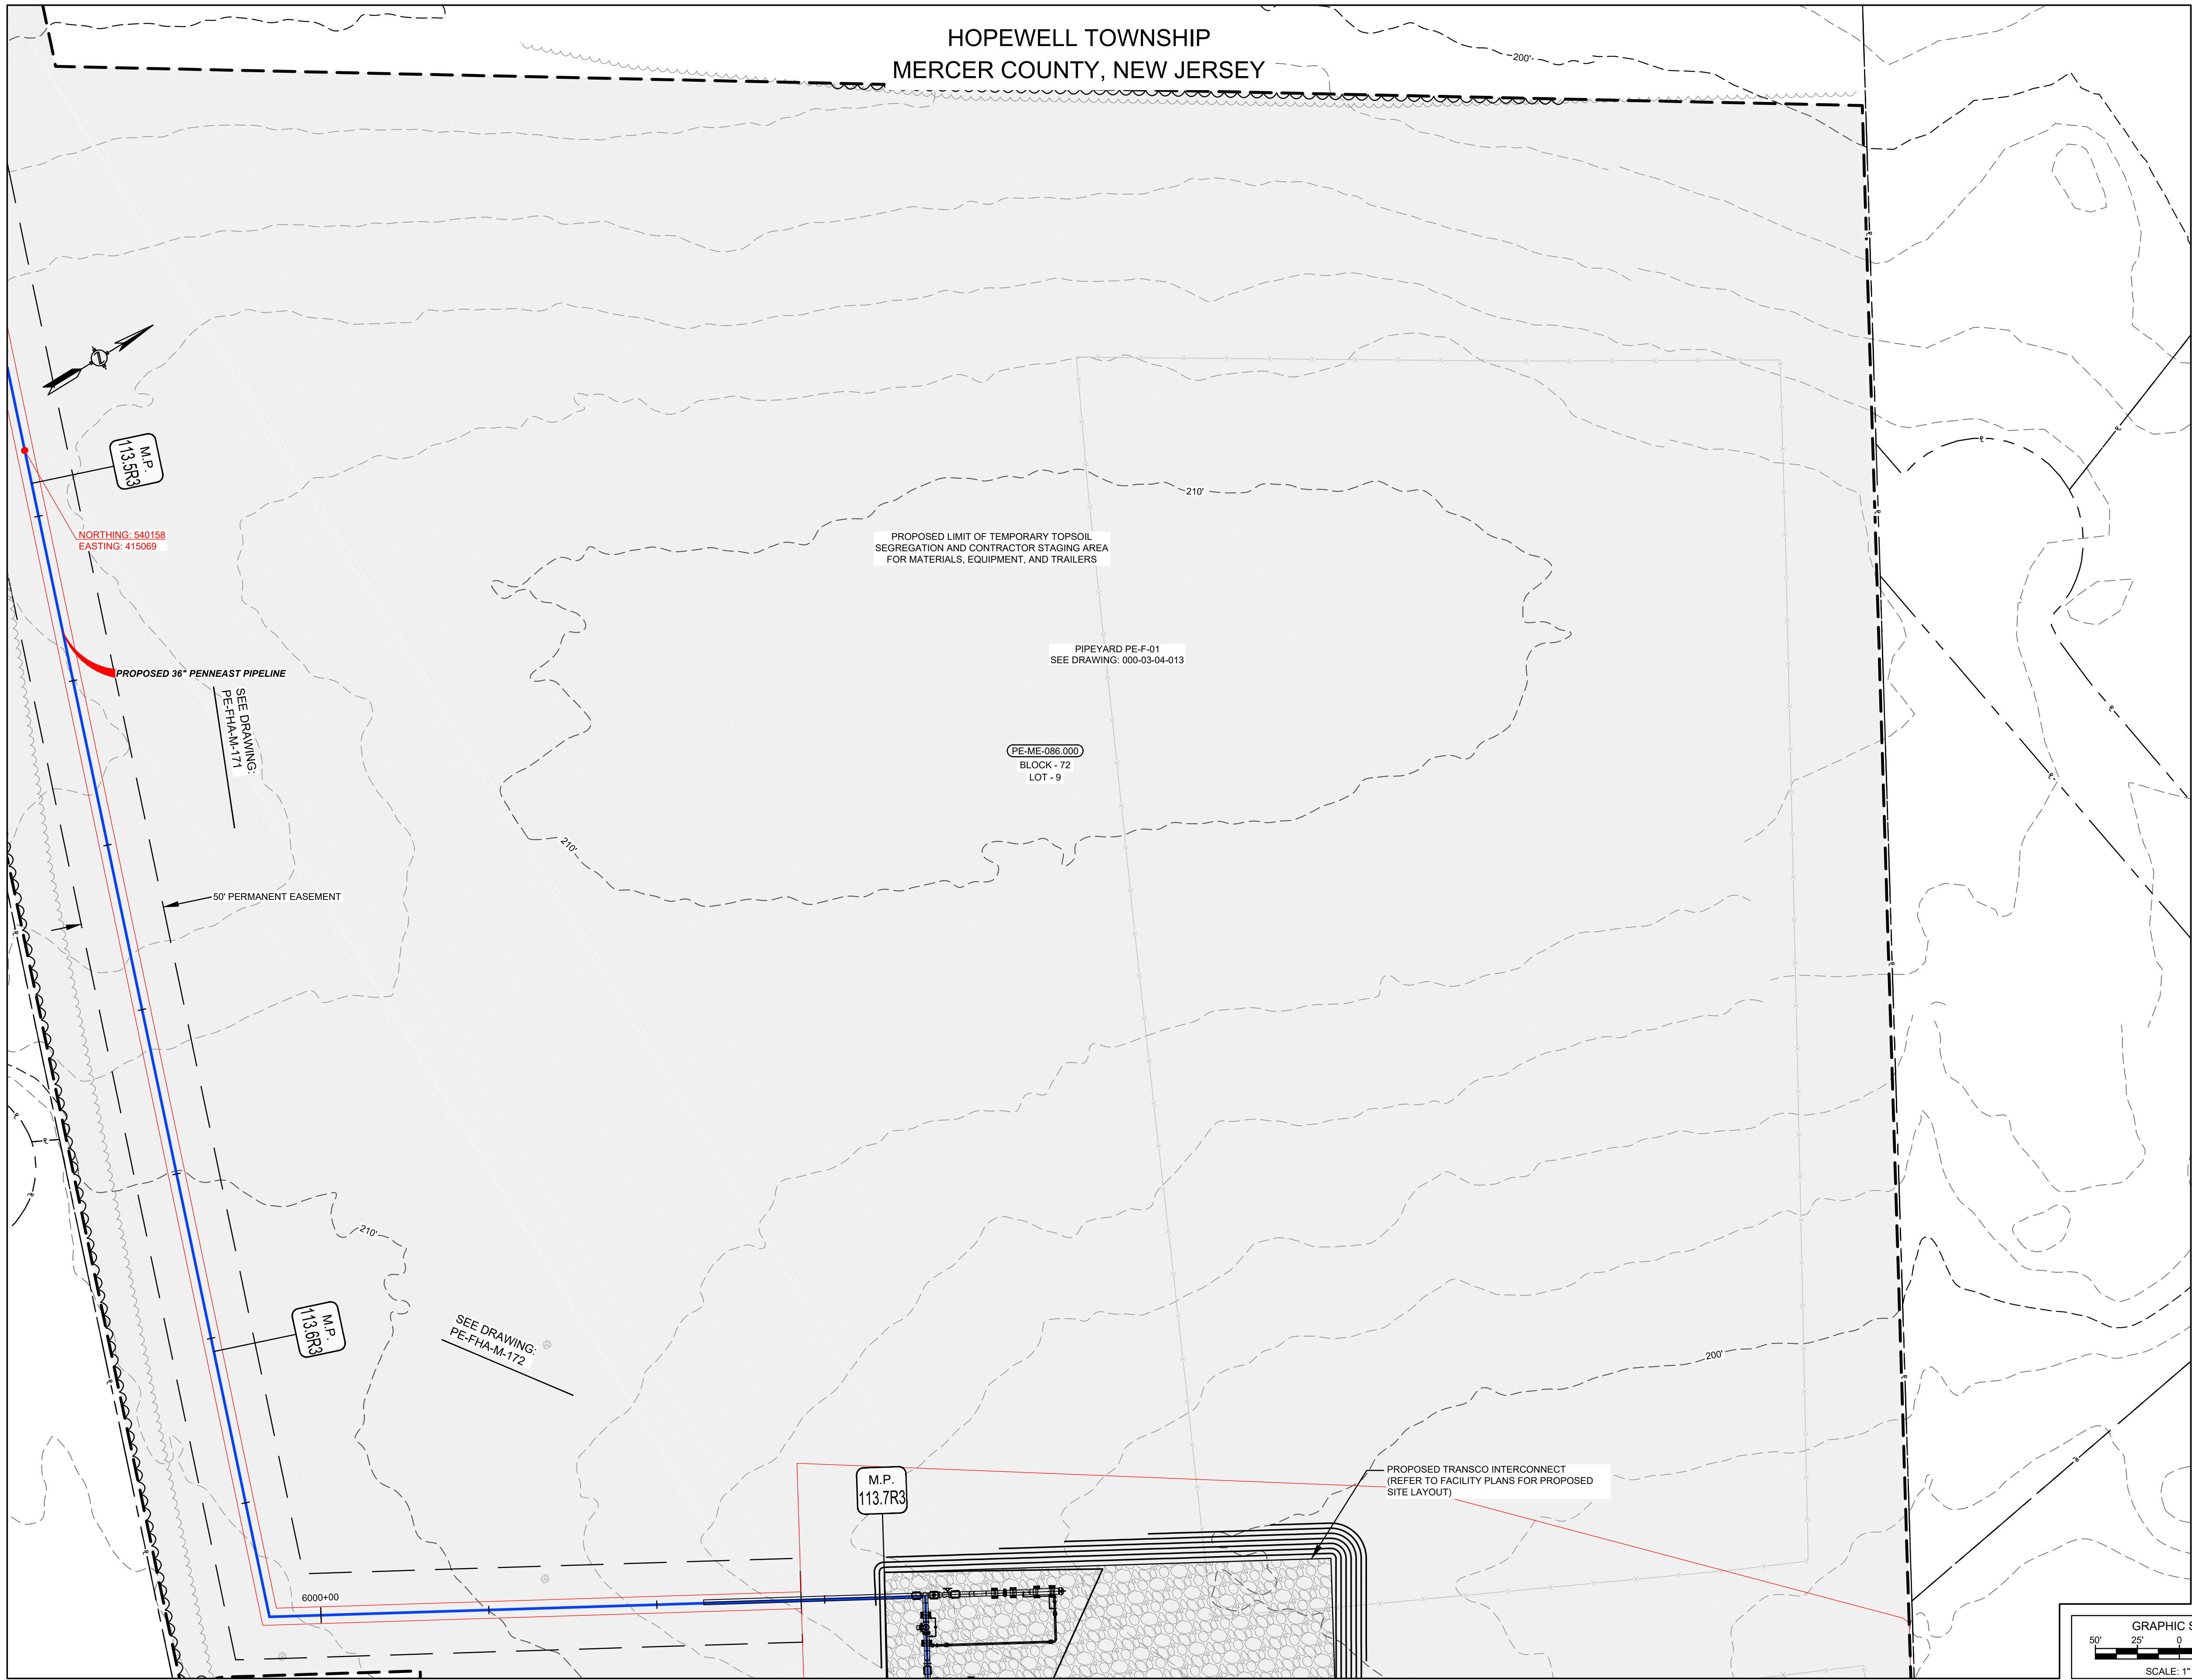 HOPEWELL TOWNSHIP
MERCER COUNTY, NEW JERSEY
200'
M.P.
113.5R3
NORTHING: 540158
EASTING: 415069
210'
PROPOSED LIMIT OF TEMPORARY TOPSOIL
SEGREGATION AND CONTRACTOR STAGING AREA
FOR MATERIALS, EQUIPMENT, AND TRAILERS
PIPEYARD PE-F-01
SEE DRAWING: 000-03-04-013
PROPOSED 36" PENNEAST PIPELINE
SEE DRAWING:
PE-FHA-M-171
PE-ME-086.000
BLOCK - 72
LOT - 9
210'
50' PERMANENT EASEMENT
210'
M.P.
113.6R3
SEE DRAWING:
PE-FHA-M-172
200'
M.P.
113.7R3
PROPOSED TRANSCO INTERCONNECT
(REFER TO FACILITY PLANS FOR PROPOSED
SITE LAYOUT)
6000+00
GRAPHIC S
50' 25' 0
SCALE: 1"